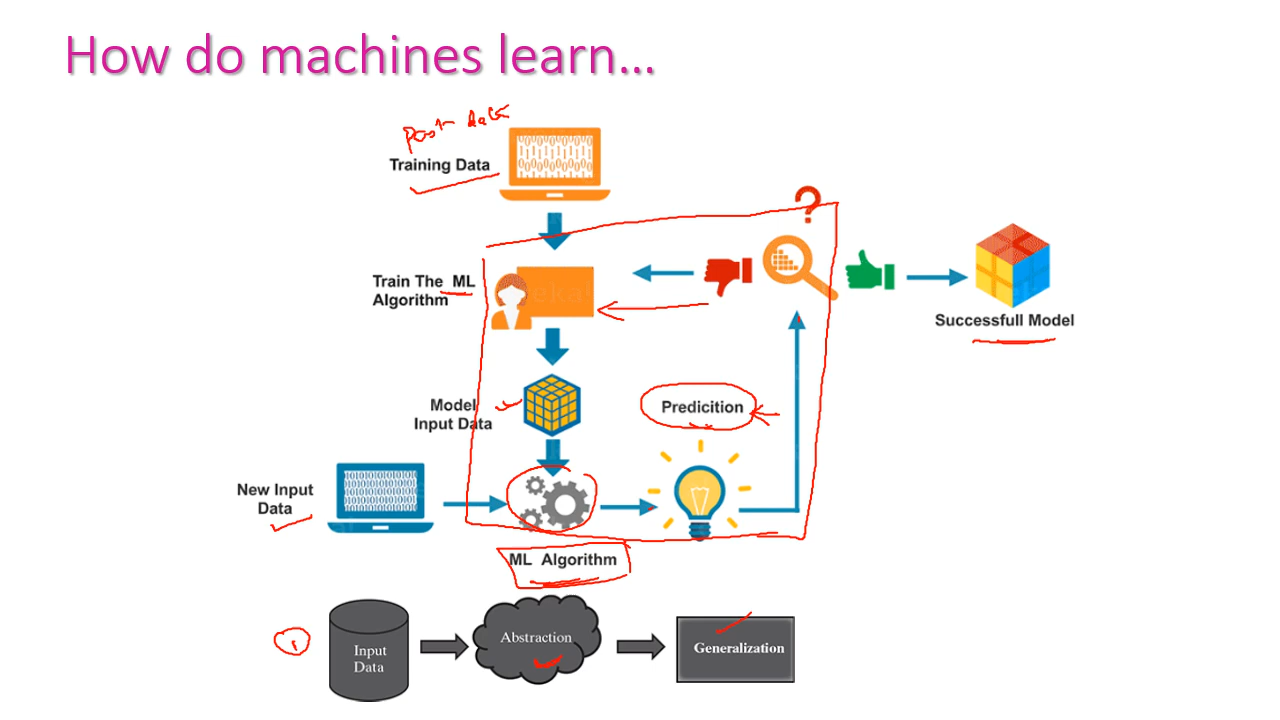 How do machines learn...
Past data
Training Data
?
Train The ML
Algorithm
Successfull Model
Model
Input Data
Predicition
New Input
Data
ML Algorithm
1
Input
Data
Abstraction
Generalization